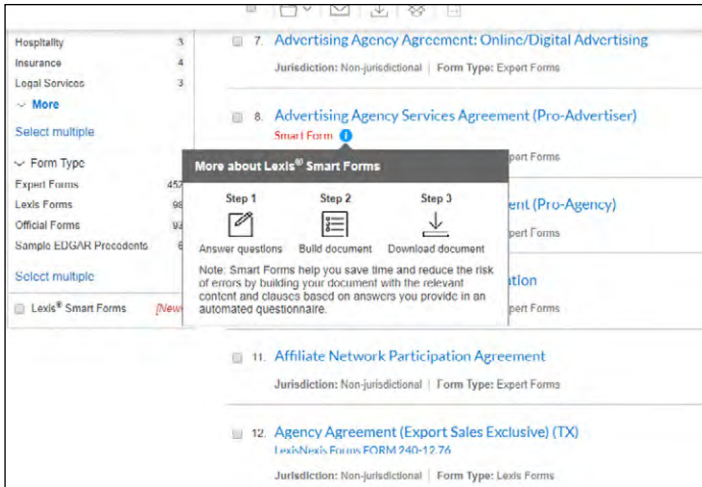 Hospitality 3
Insurance 4
Legal Services 3
More
Select multiple
Form Type
Expert Forms 452
Lexis Forms 98
Official Forms 93
Sample EDGAR Precedents 6
Select multiple
Lexis® Smart Forms [New
7. Advertising Agency Agreement: Online/Digital Advertising
Jurisdiction: Non-jurisdictional | Form Type: Expert Forms
8. Advertising Agency Services Agreement (Pro-Advertiser)
Smart Form i
pert Forms
More about Lexis® Smart Forms
Step 1 Step 2 Step 3
Answer questions Build document Download document
Note: Smart Forms help you save time and reduce the risk
of errors by building your document with the relevant
content and clauses based on answers you provide in an
automated questionnaire.
ent (Pro-Agency)
pert Forms
ation
pert Forms
11. Affiliate Network Participation Agreement
Jurisdiction: Non-jurisdictional | Form Type: Expert Forms
12. Agency Agreement (Export Sales Exclusive) (TX)
LexisNexis Forms FORM 240-12.76
Jurisdiction: Non-jurisdictional | Form Type: Lexis Forms